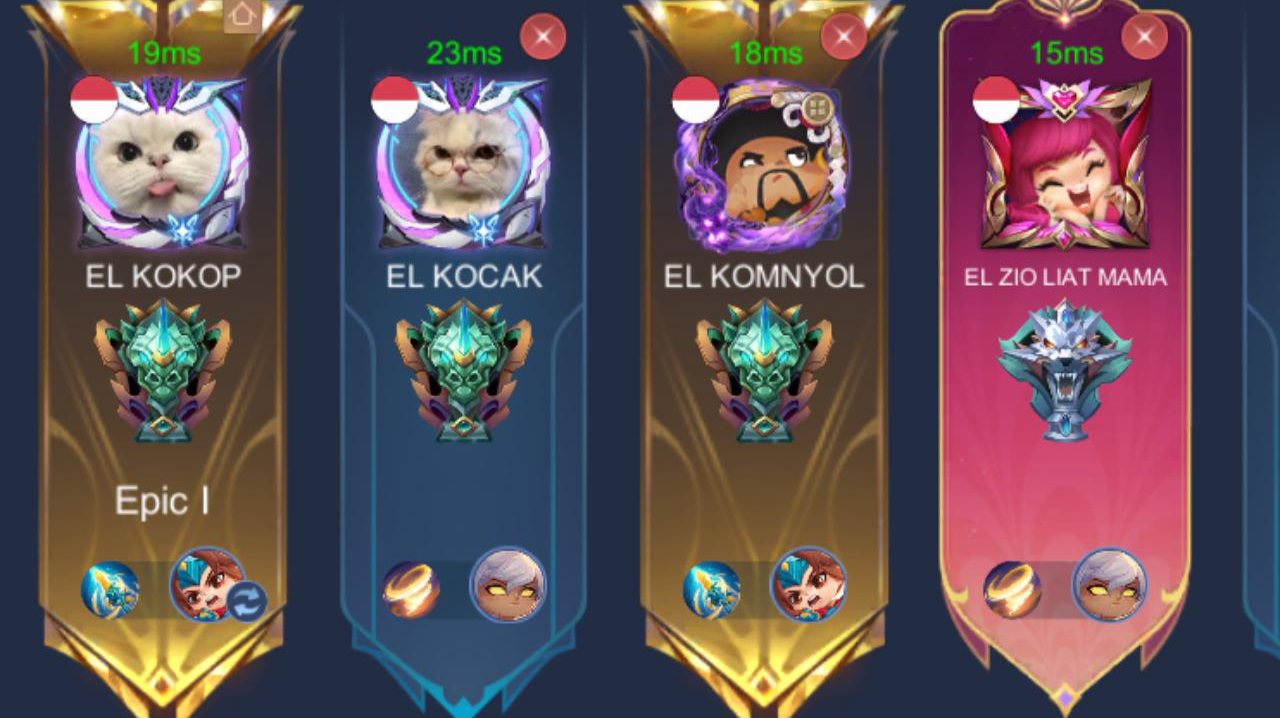 19ms
23ms
18ms
15ms
EL KOKOP
EL KOCAK
EL KOMNYOL
EL ZIO LIAT MAMA
Epic I